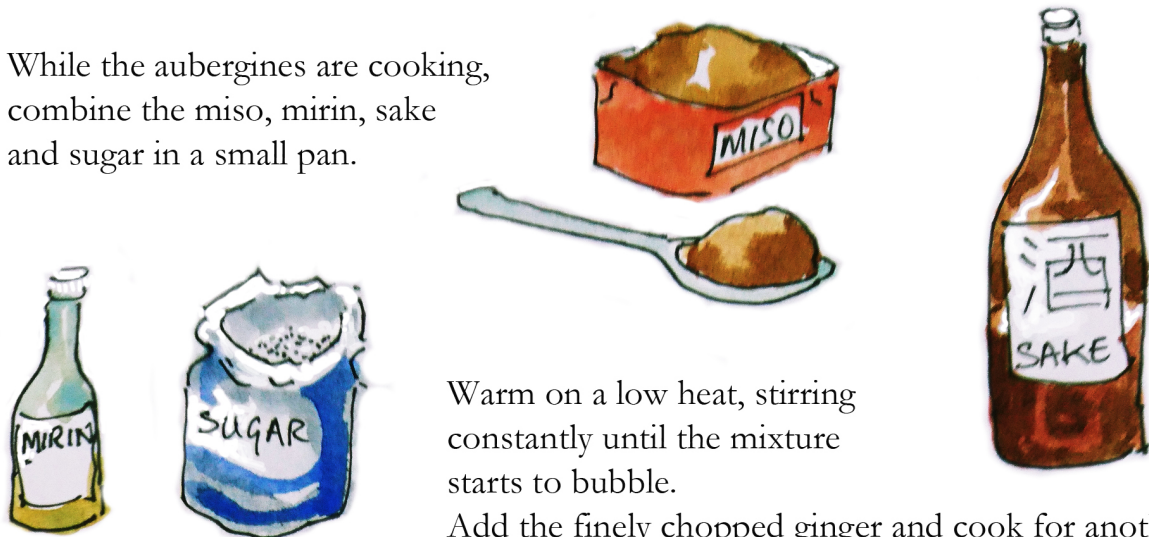 While the aubergines are cooking,
combine the miso, mirin, sake
and sugar in a small pan.
MISO
酒
SAKE
MIRIN
SUGAR
Warm on a low heat, stirring
constantly until the mixture
starts to bubble.
Add the finely chopped ginger and cook for